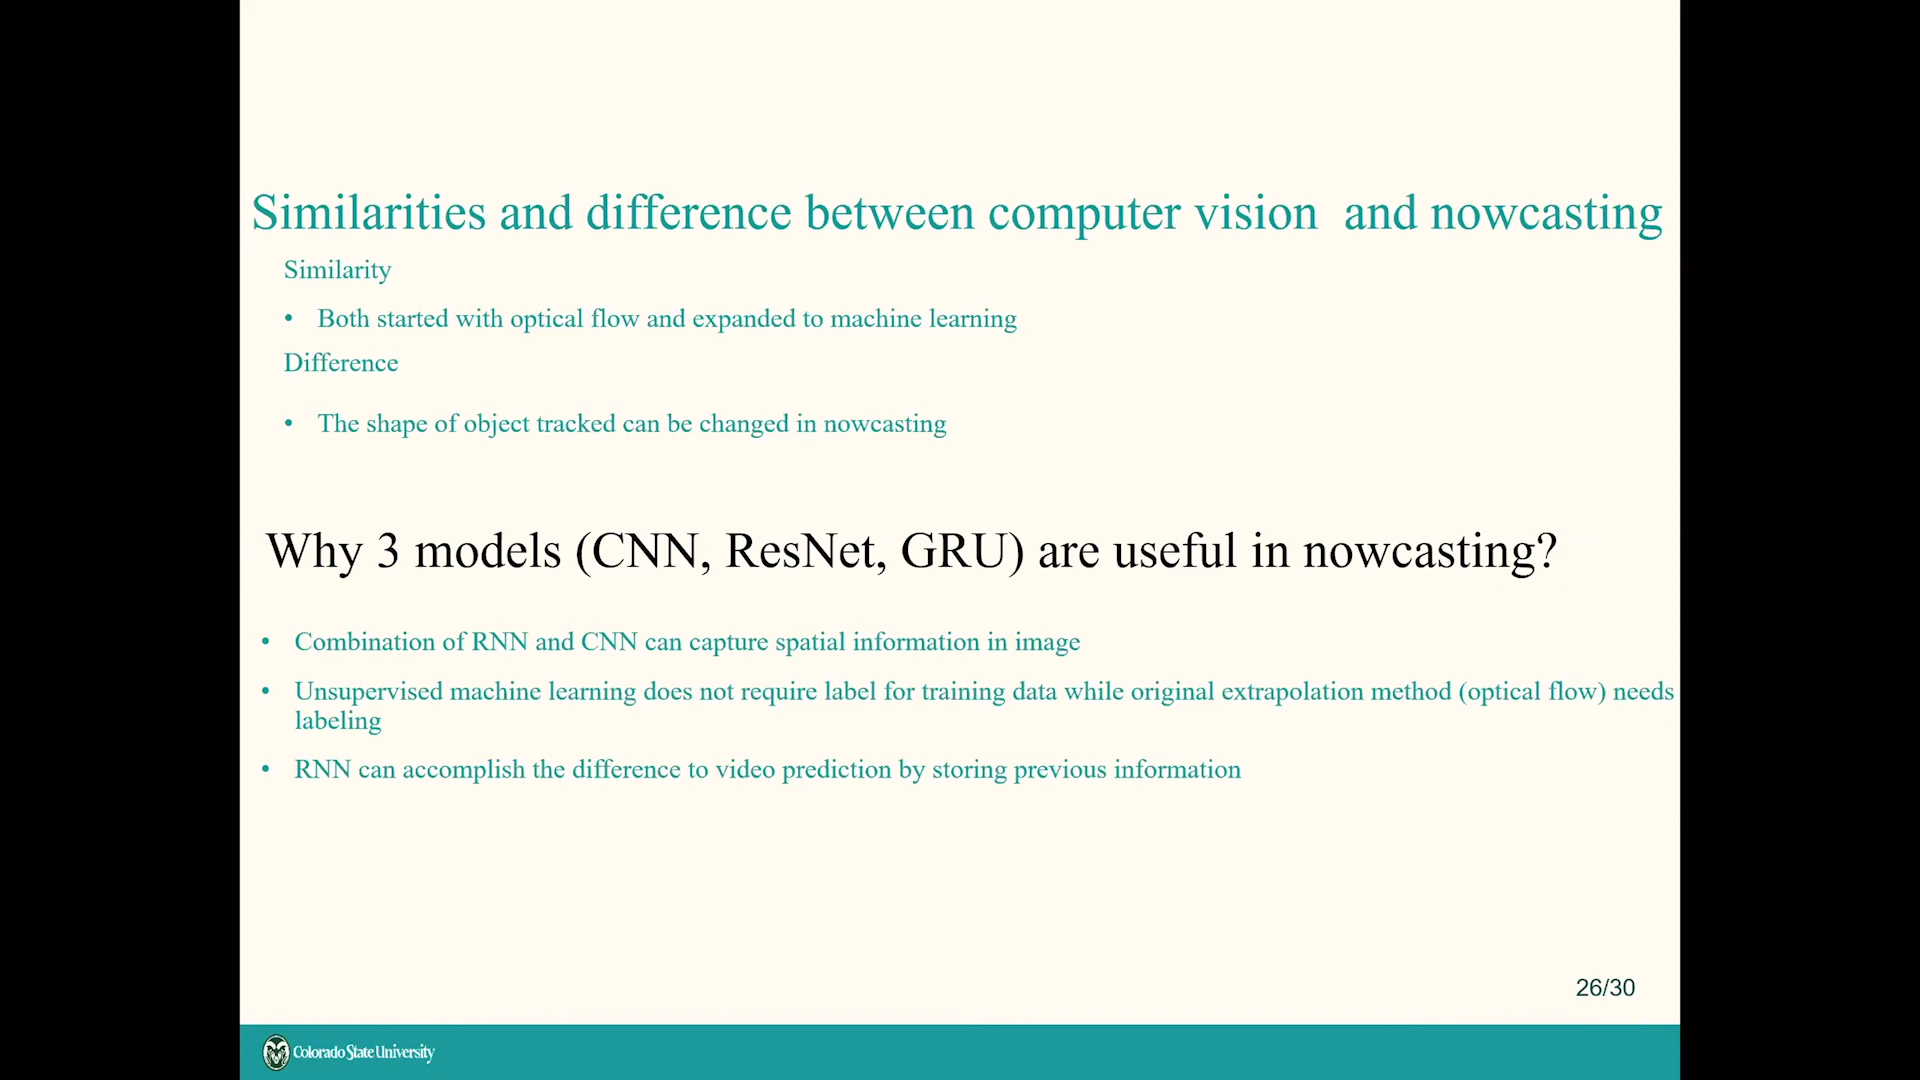 Similarities and difference between computer vision  and nowcasting
Similarity
• Both started with optical flow and expanded to machine learning
Difference
• The shape of object tracked can be changed in nowcasting
Why 3 models (CNN, ResNet, GRU) are useful in nowcasting?
• Combination of RNN and CNN can capture spatial information in image
• Unsupervised machine learning does not require label for training data while original extrapolation method (optical flow) needs
labeling
• RNN can accomplish the difference to video prediction by storing previous information
26/30
Colorado State University